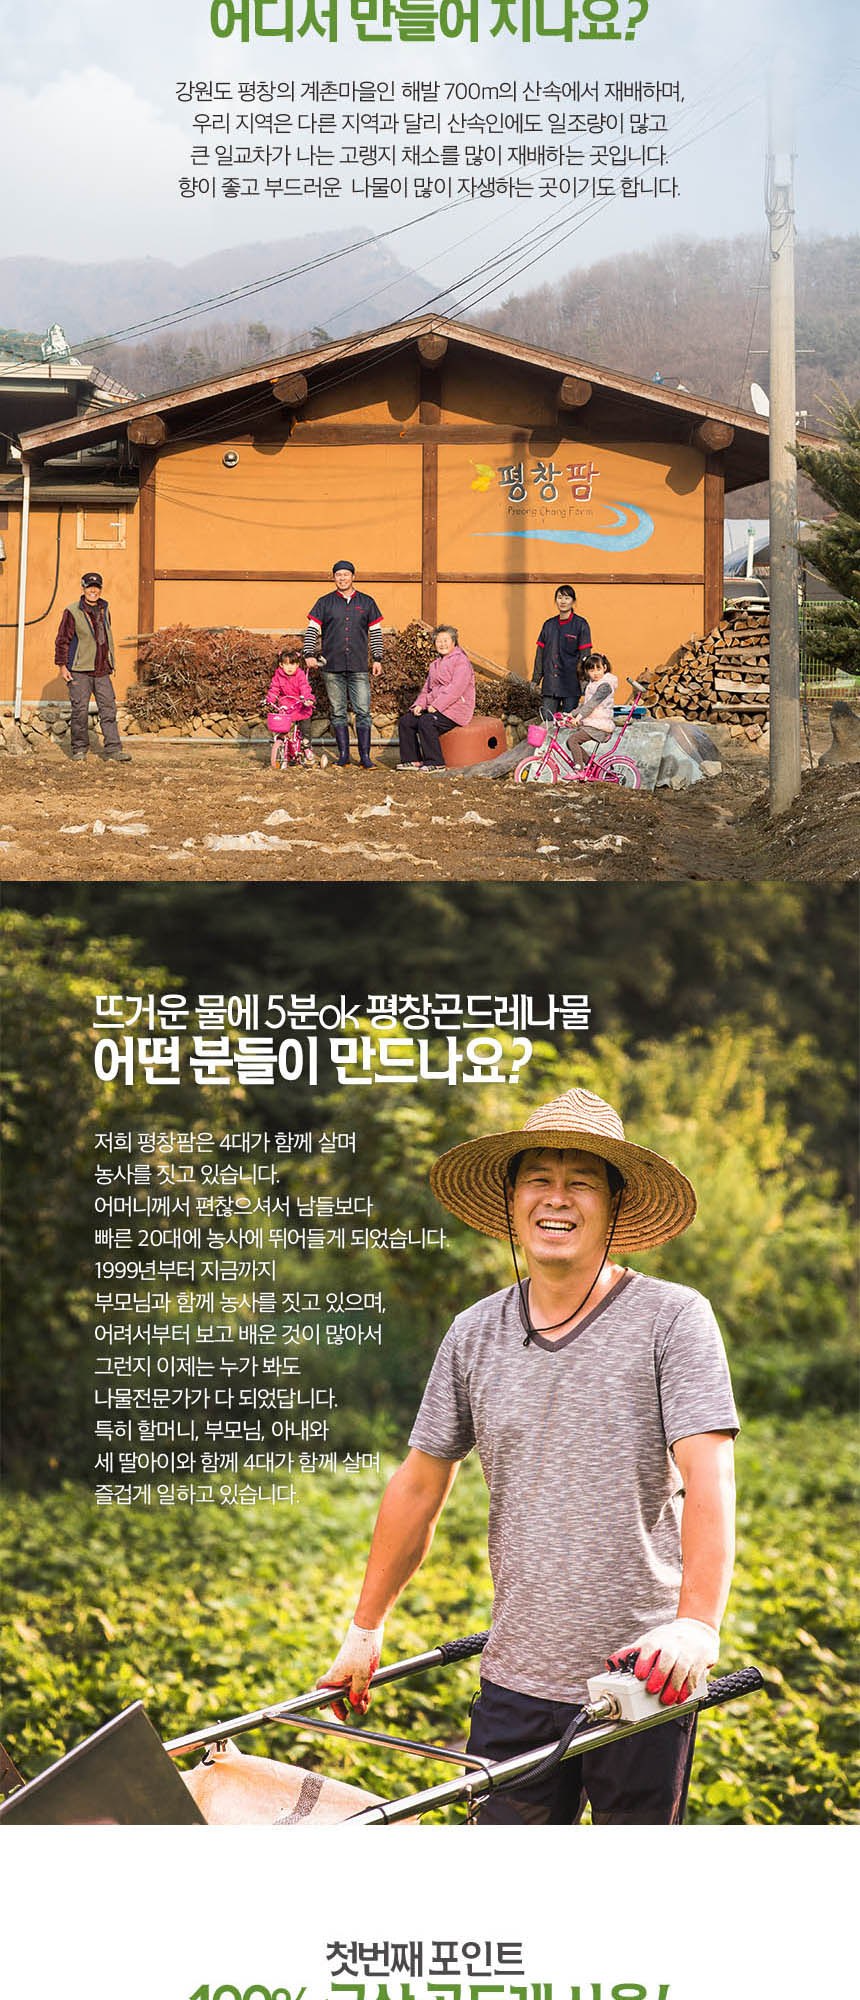 어디서 만들어 지나요?
강원도 평창의 계촌마을인 해발 700m의 산속에서 재배하며,
우리 지역은 다른 지역과 달리 산속인에도 일조량이 많고
큰 일교차가 나는 고랭지 채소를 많이 재배하는 곳입니다.
향이 좋고 부드러운 나물이 많이 자생하는 곳이기도 합니다.
평창팜
Pyeong Chang Farm
뜨거운 물에 5분ok 평창곤드레나물
어떤 분들이 만드나요?
저희 평창팜은 4대가 함께 살며
농사를 짓고 있습니다.
어머니께서 편찮으셔서 남들보다
빠른 20대에 농사에 뛰어들게 되었습니다.
1999년부터 지금까지
부모님과 함께 농사를 짓고 있으며,
어려서부터 보고 배운 것이 많아서
그런지 이제는 누가 봐도
나물전문가가 다 되었답니다.
특히 할머니, 부모님, 아내와
세 딸아이와 함께 4대가 함께 살며
즐겁게 일하고 있습니다.
첫번째 포인트
100% 국산 곤드레 사용!